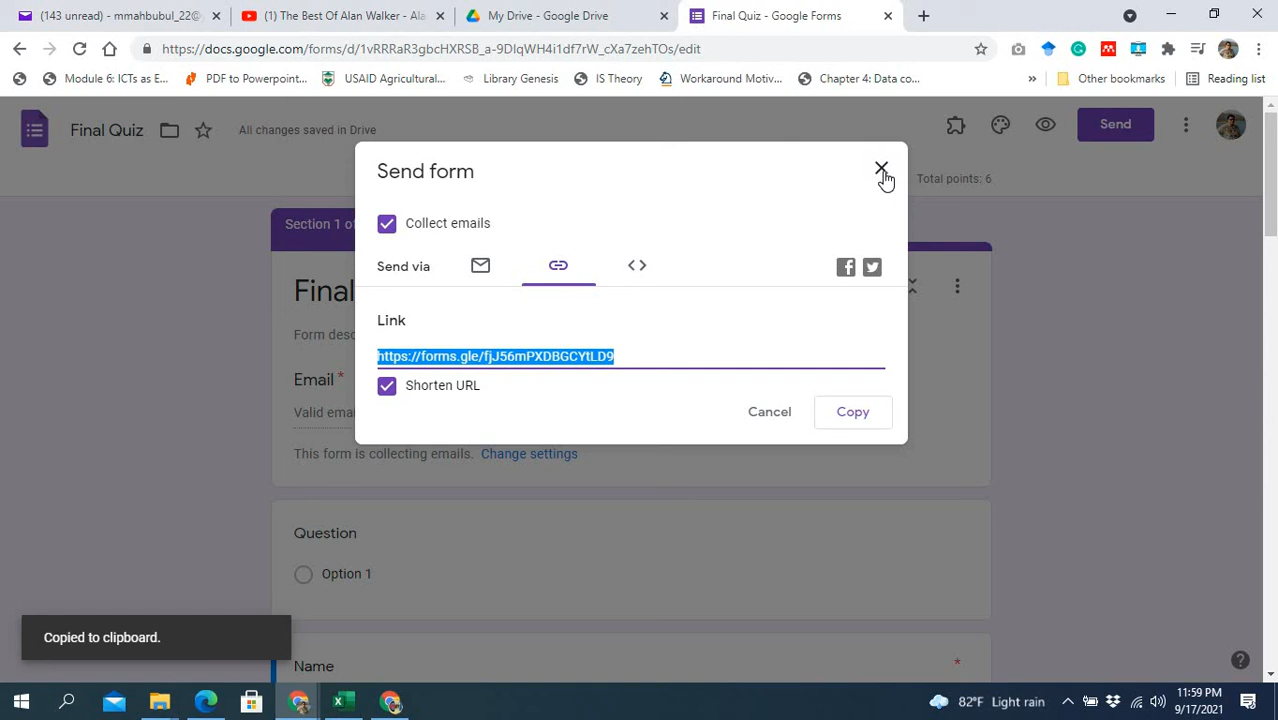 (143 unread) - mmahbubul_22@
(1) The Best Of Alan Walker - Al
My Drive - Google Drive
Final Quiz - Google Forms
https://docs.google.com/forms/d/1vRRRaR3gbcHXRSB_a-9DlqWH4i1df7rW_cXa7zehTOs/edit
Module 6: ICTs as E...
PDF to Powerpoint...
USAID Agricultural...
Library Genesis
IS Theory
Workaround Motiv...
Chapter 4: Data co...
»
Other bookmarks
Reading list
Final Quiz
All changes saved in Drive
Send
Send form
Total points: 6
Section 1 of
Collect emails
Send via
Final
Link
Form desc
https://forms.gle/fjJ56mPXDBGCYtLD9
Email *
Shorten URL
Valid emai
Cancel
Copy
This form is collecting emails. Change settings
Question
Option 1
Copied to clipboard.
Name *
82°F Light rain
11:59 PM
9/17/2021